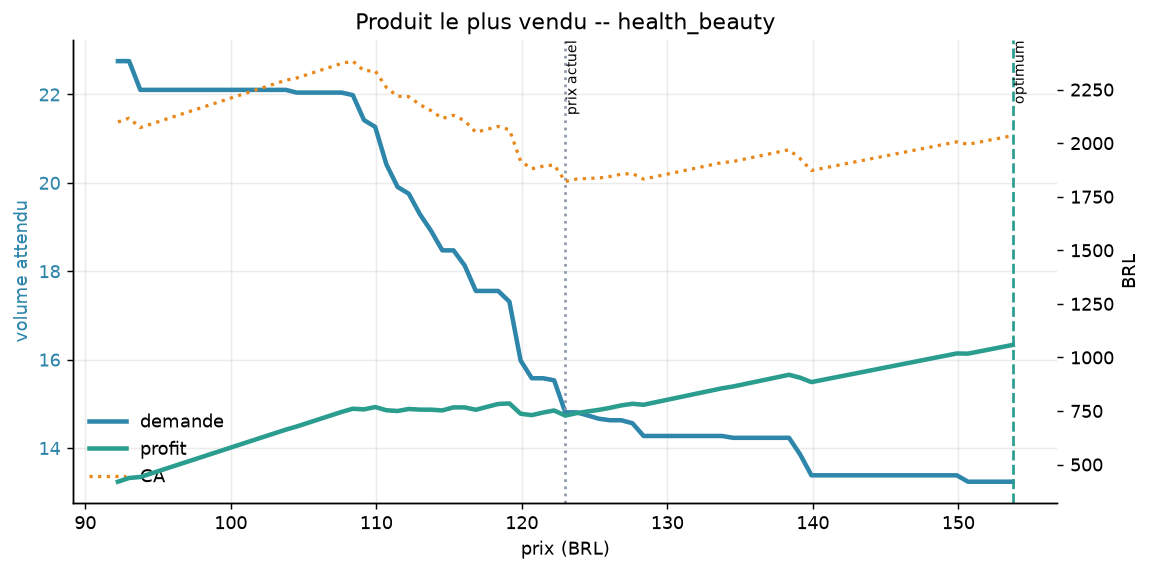 Produit le plus vendu -- health_beauty
volume attendu
22
20
18
16
14
prix actuel
optimum
2250
2000
1750
1500
1250
1000
750
500
BRL
demande
profit
CA
90 100 110 120 130 140 150
prix (BRL)